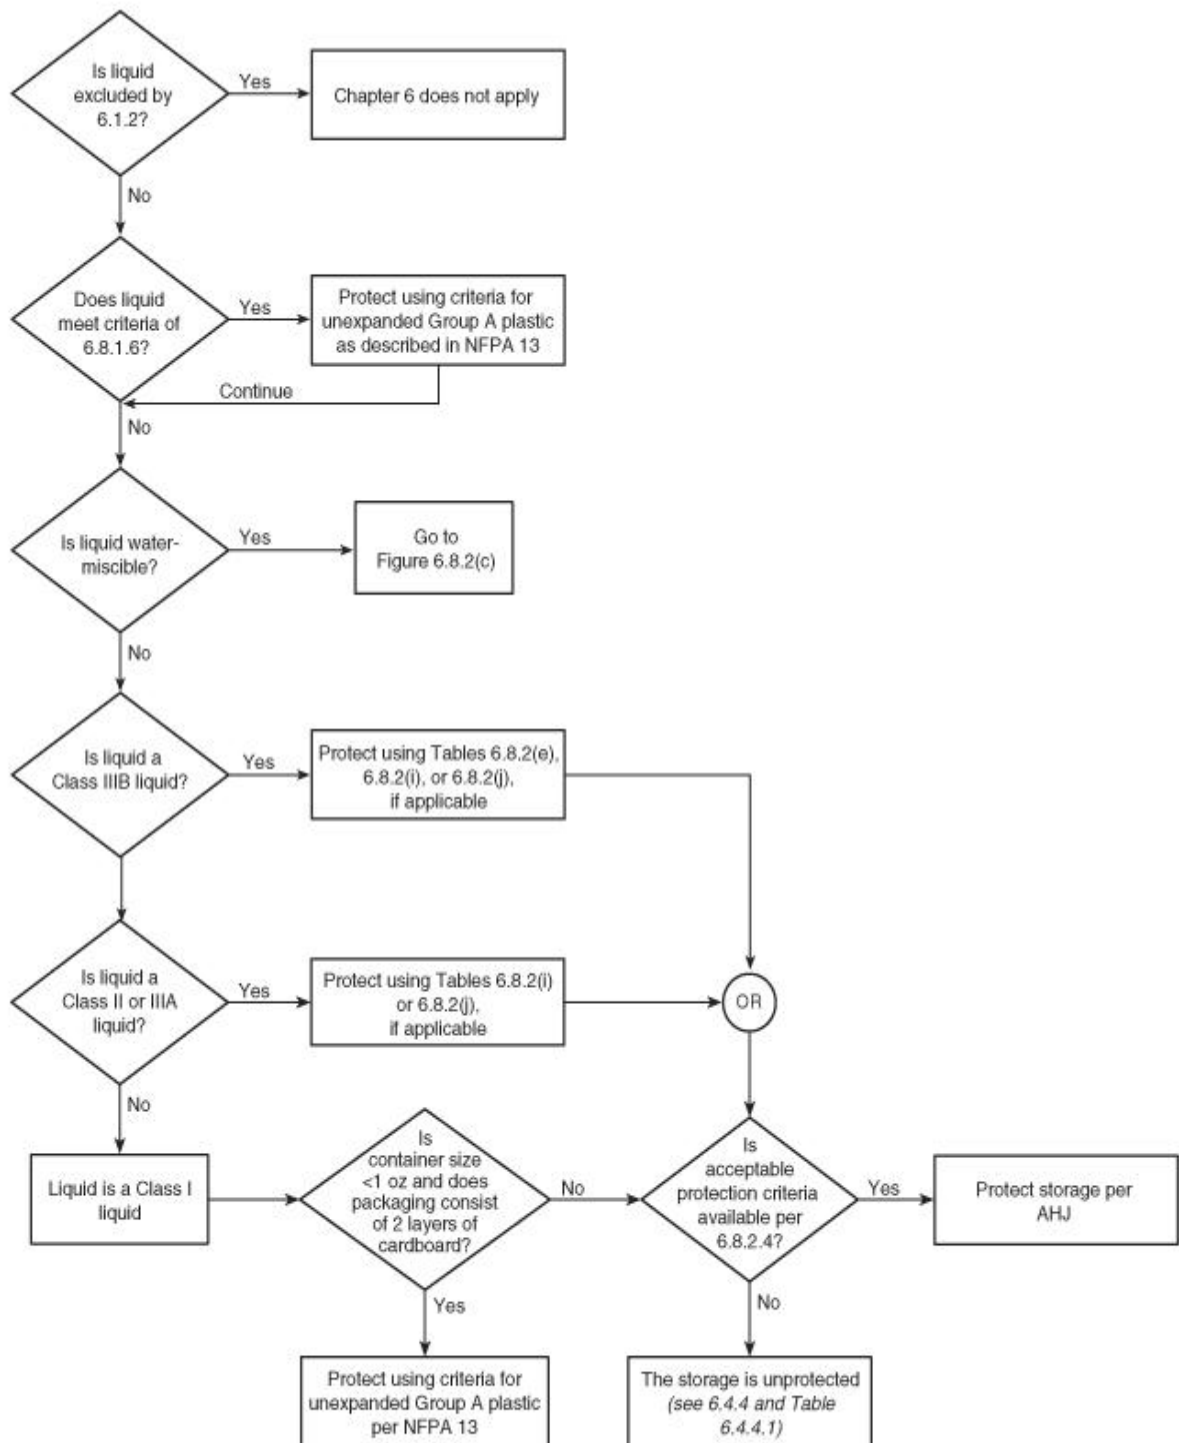 Is liquid
excluded by
6.1.2?
Yes
Chapter 6 does not apply
No
Does liquid
meet criteria of
6.8.1.6?
Yes
Protect using criteria for
unexpanded Group A plastic
as described in NFPA 13
Continue
No
Is liquid water-
miscible?
Yes
Go to
Figure 6.8.2(c)
No
Is liquid a
Class IIIB liquid?
Yes
Protect using Tables 6.8.2(e),
6.8.2(i), or 6.8.2(j),
if applicable
Is liquid a
Class II or IIIA
liquid?
Yes
Protect using Tables 6.8.2(i)
or 6.8.2(j),
if applicable
OR
No
Liquid is a Class I
liquid
Is
container size
<1 oz and does
packaging consist
of 2 layers of
cardboard?
No
Is
acceptable
protection criteria
available per
6.8.2.4?
Yes
Protect storage per
AHJ
Yes
No
Protect using criteria for
unexpanded Group A plastic
per NFPA 13
The storage is unprotected
(see 6.4.4 and Table
6.4.4.1)